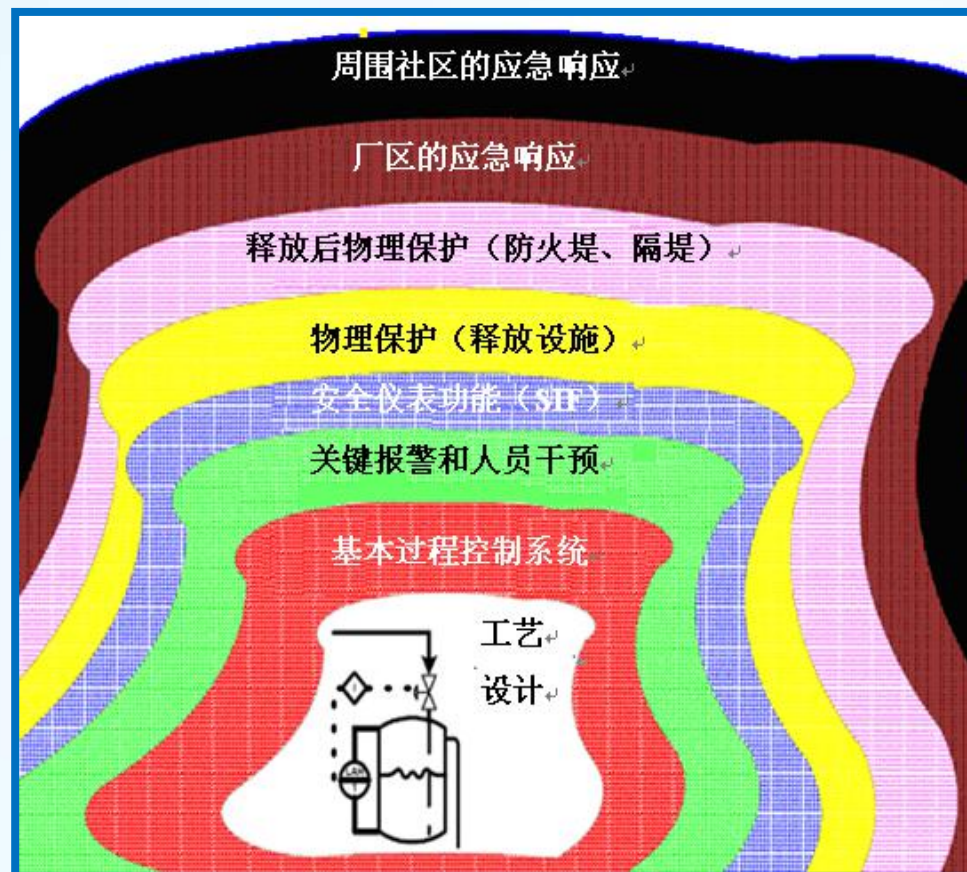 周围社区的应急响应
厂区的应急响应
释放后物理保护（防火堤、隔堤）
物理保护（释放设施）
安全仪表功能（SIF）
关键报警和人员干预
基本过程控制系统
工艺
设计